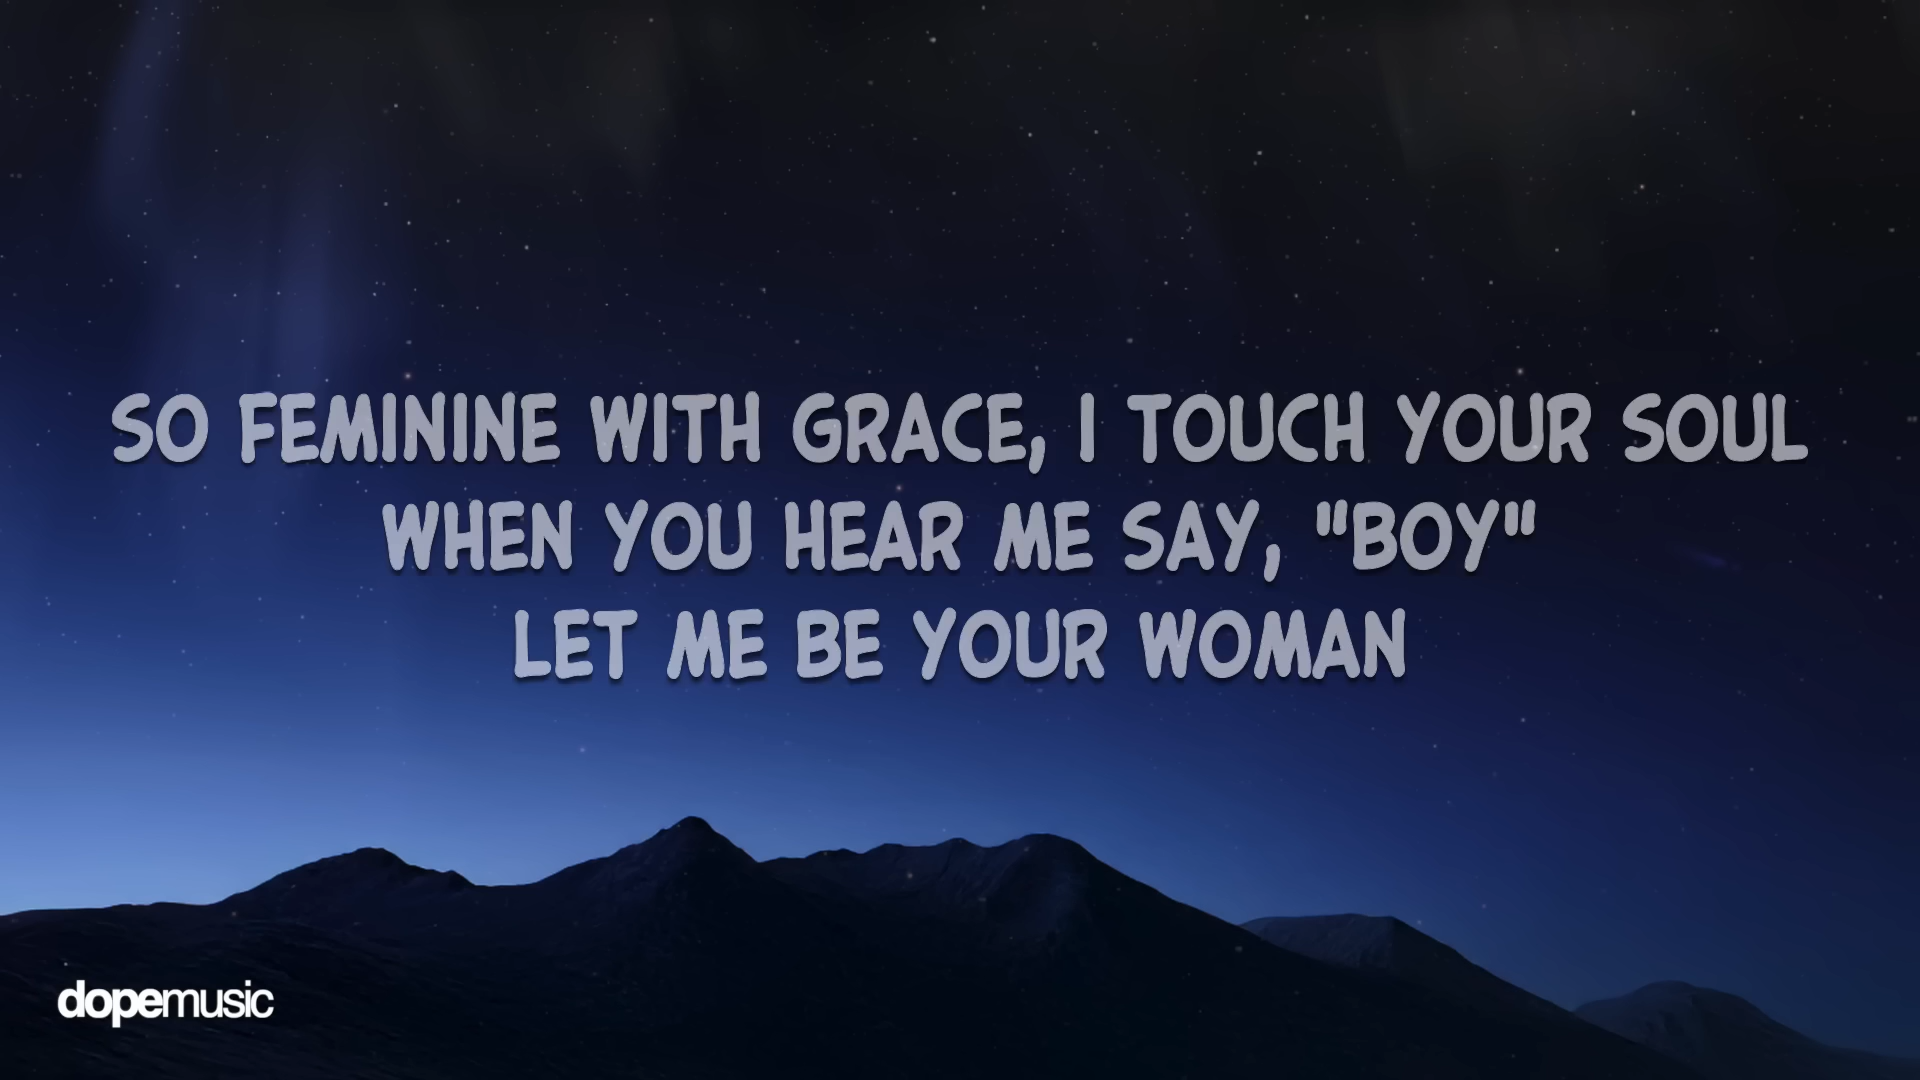 SO FEMININE WITH GRACE, I TOUCH YOUR SOUL
WHEN YOU HEAR ME SAY, "BOY"
LET ME BE YOUR WOMAN
dopemusic